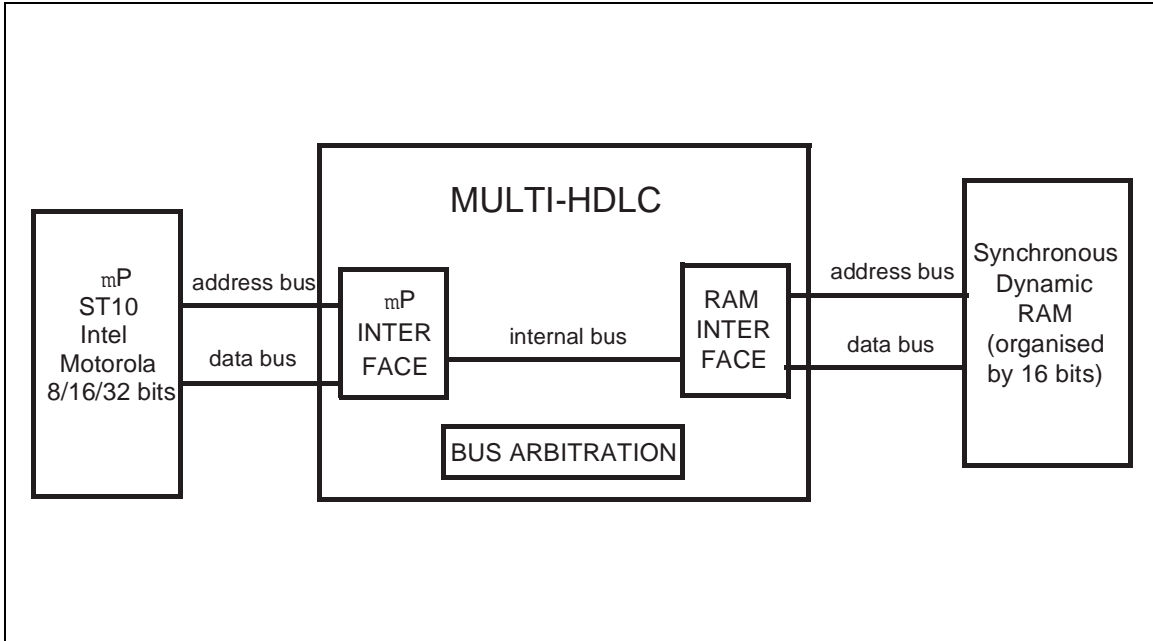 MULTI-HDLC
mP
ST10
Intel
Motorola
8/16/32 bits
address bus
data bus
mP
INTER
FACE
internal bus
RAM
INTER
FACE
BUS ARBITRATION
address bus
data bus
Synchronous
Dynamic
RAM
(organised
by 16 bits)